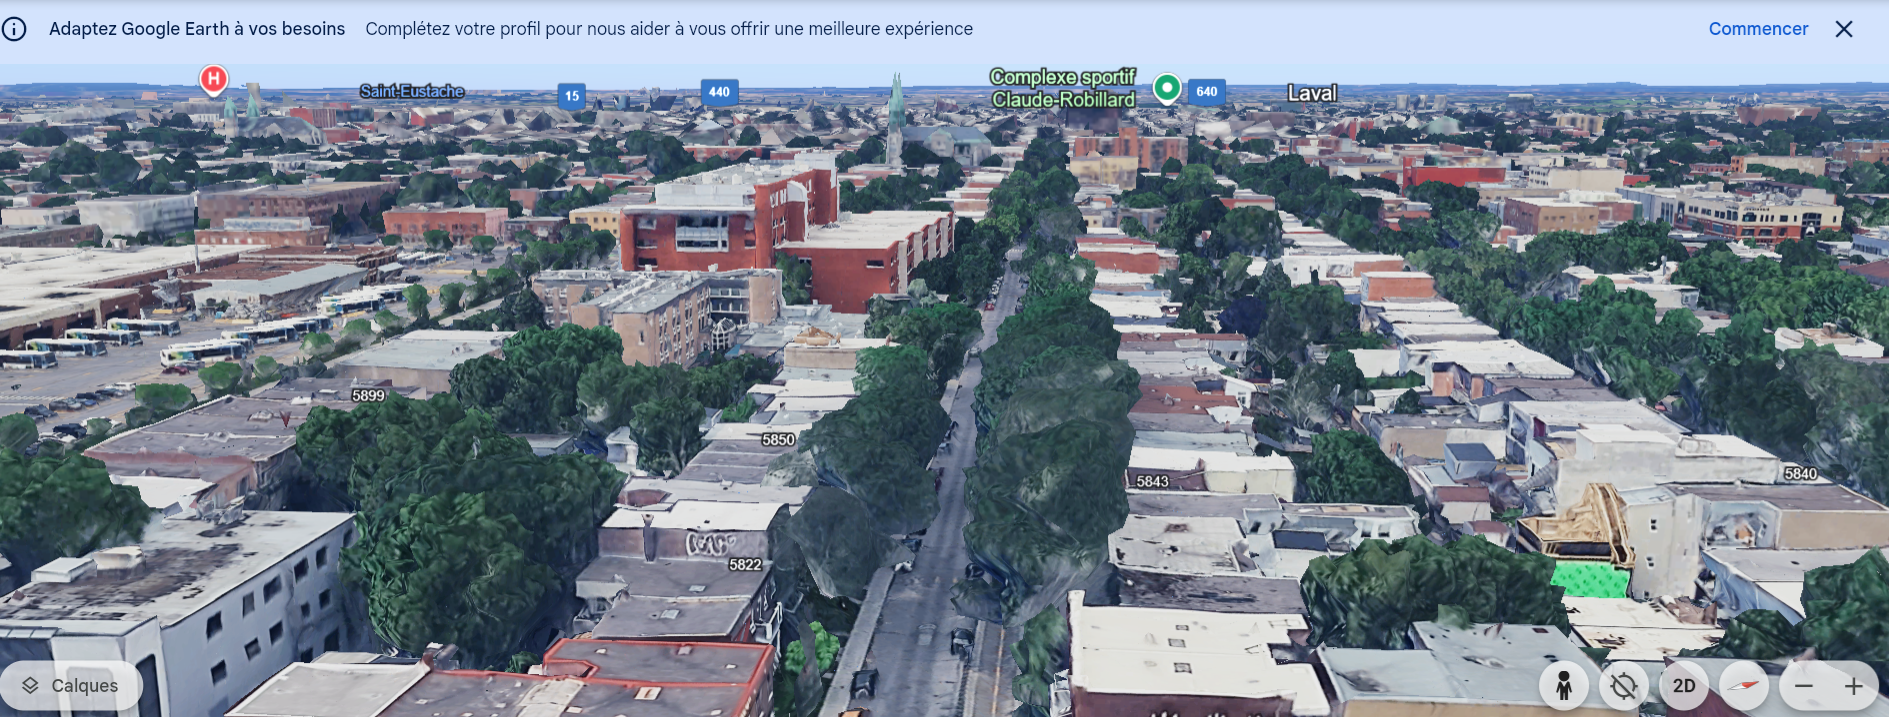 Adaptez Google Earth à vos besoins Complétez votre profil pour nous aider à vous offrir une meilleure expérience Commencer
H
Saint-Eustache
15
440
Complexe sportif
Claude-Robillard
640
Laval
5899
5850
5840
5843
5822
Calques
2D